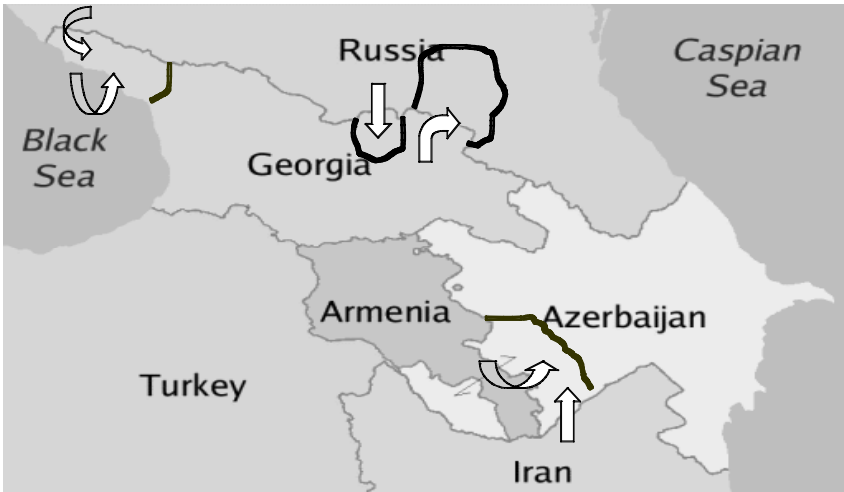 Russia
Caspian
Sea
Black
Sea
Georgia
Armenia
Azerbaijan
Turkey
Iran